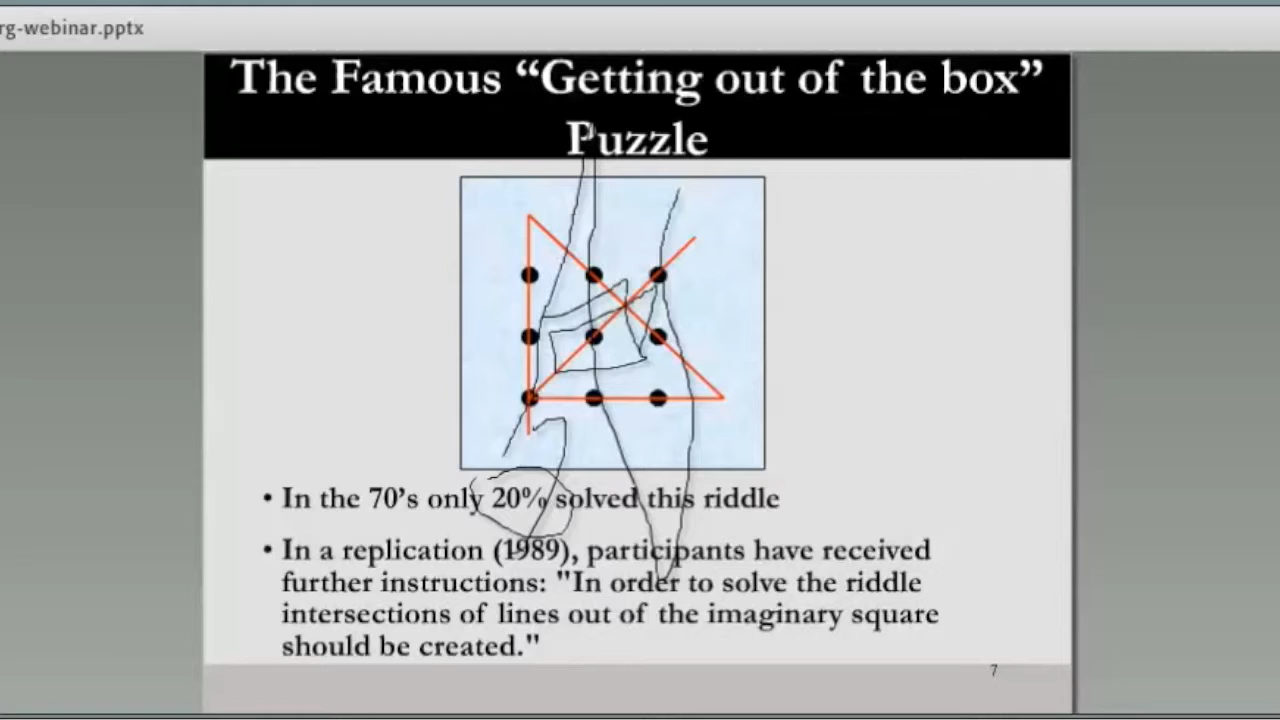 rg-webinar.pptx
The Famous “Getting out of the box”
Puzzle
• In the 70’s only 20% solved this riddle
• In a replication (1989), participants have received
further instructions: "In order to solve the riddle
intersections of lines out of the imaginary square
should be created."
7